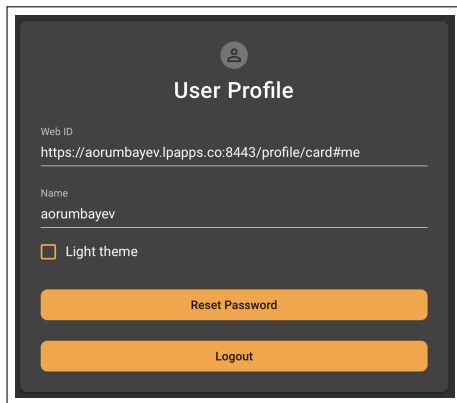 User Profile
Web ID
https://aorumbayev.lpapps.co:8443/profile/card#me
Name
aorumbayev
Light theme
Reset Password
Logout